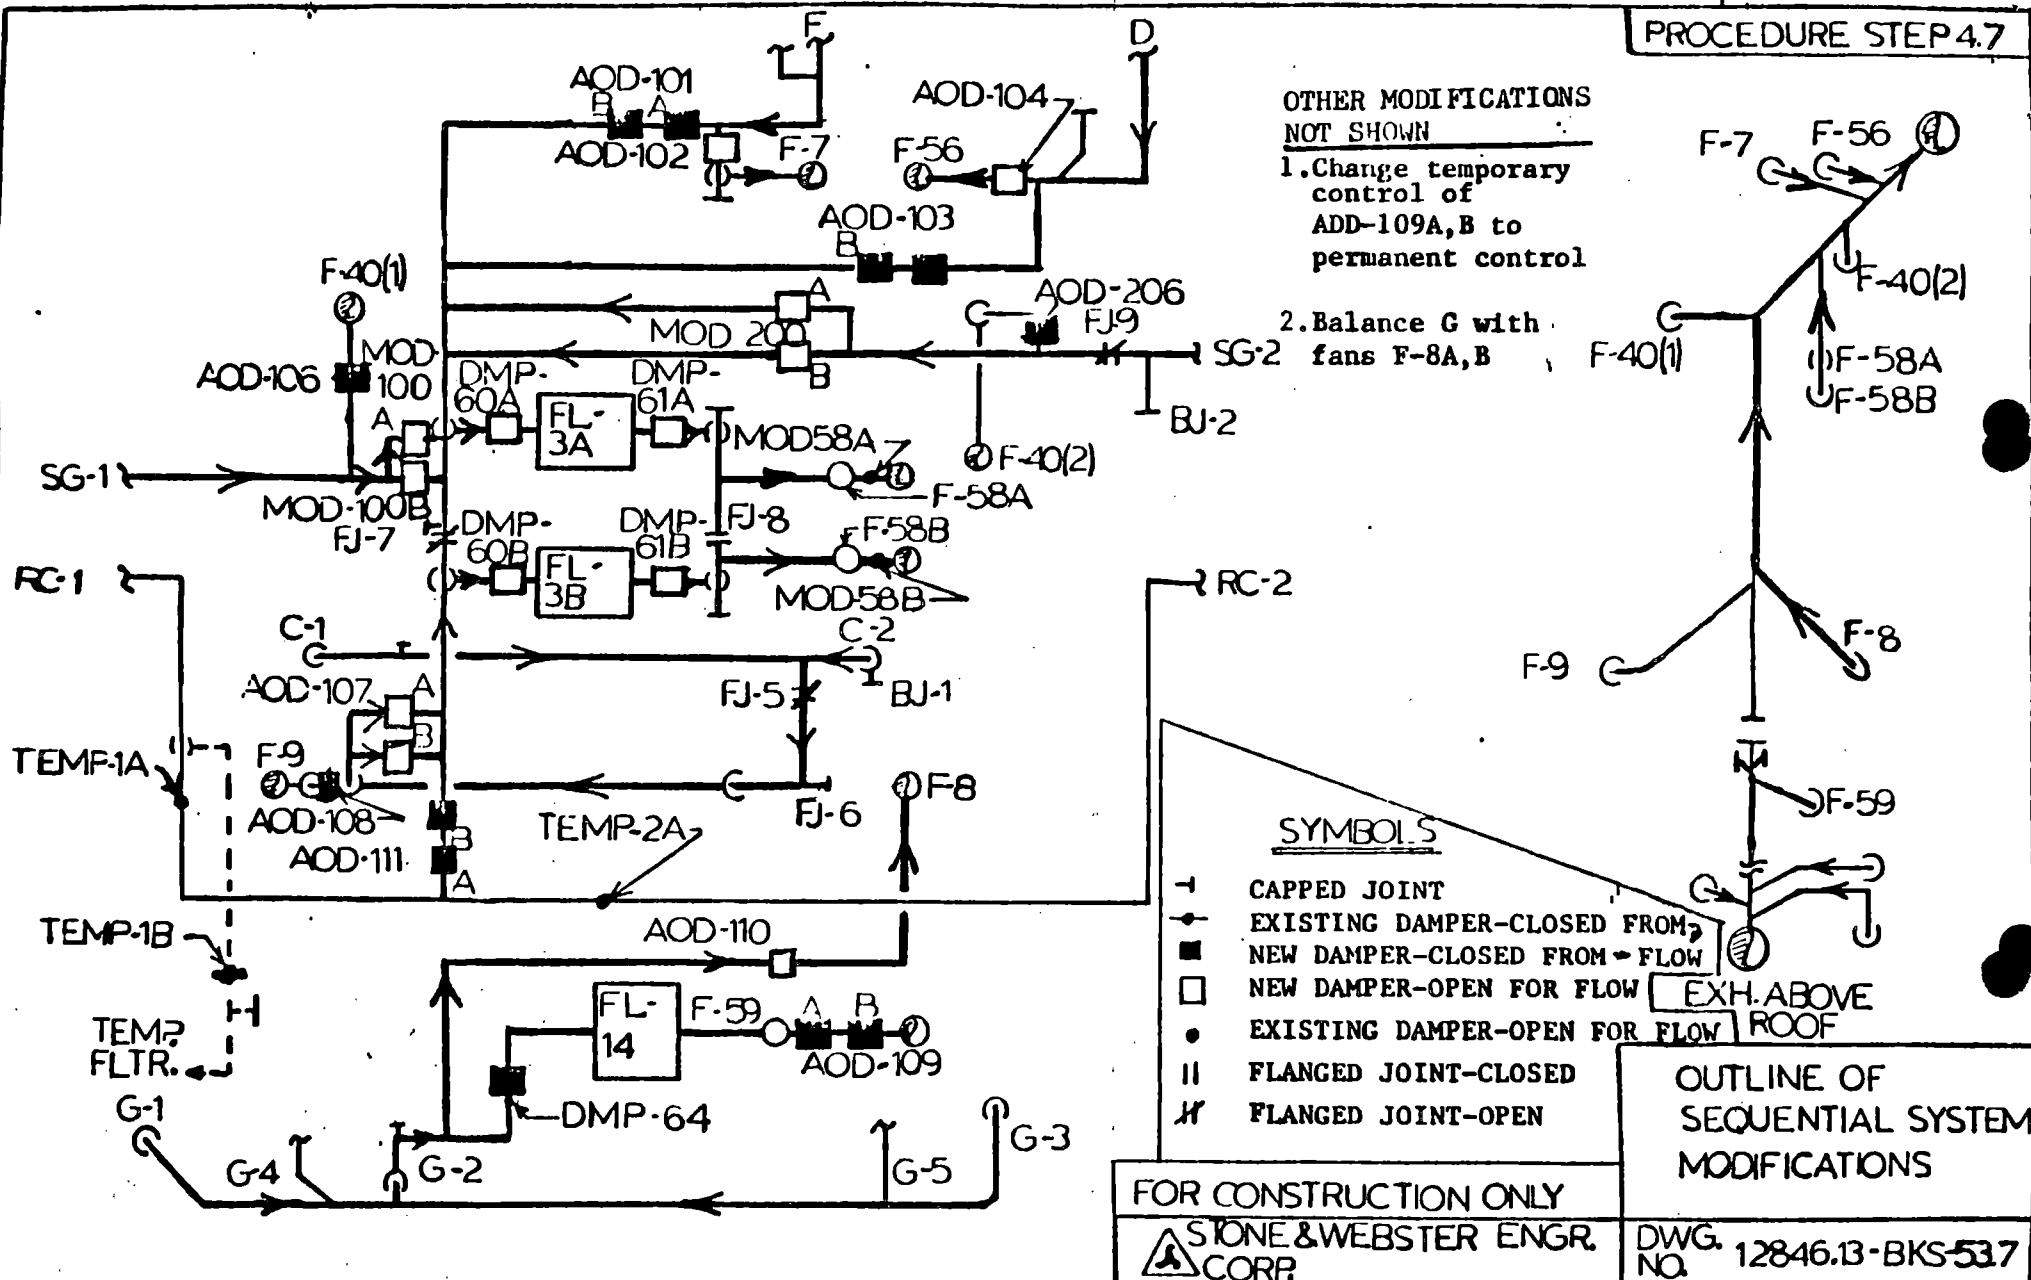 PROCEDURE STEP 4.7
F
D
AOD-101
B
A
AOD-102
F-7
AOD-104
F-56
AOD-103
B
OTHER MODIFICATIONS
NOT SHOWN
1.Change temporary
control of
ADD-109A,B to
permanent control
2.Balance G with
fans F-8A,B
F-7
F-56
F-40(2)
F-40(1)
F-58A
F-58B
F-9
F-8
F-59
EXH. ABOVE
ROOF
F-40(1)
AOD-106
MOD-
100
A
SG-1
MOD-100B
FJ-7
A
MOD 200
B
AOD-206
FJ-9
SG-2
BJ-2
F-40(2)
DMP-
60A
FL-
3A
DMP-
61A
MOD58A
F-58A
DMP-
60B
FL-
3B
DMP-
61B
FJ-8
F-58B
MOD-58B
RC-1
RC-2
C-1
C-2
AOD-107
A
B
FJ-5
BJ-1
TEMP-1A
F-9
AOD-108
AOD-111
B
A
TEMP-2A
FJ-6
F-8
TEMP-1B
AOD-110
TEMP
FLTR.
FL-
14
F-59
A
B
AOD-109
DMP-64
G-1
G-4
G-2
G-5
G-3
SYMBOLS
CAPPED JOINT
EXISTING DAMPER-CLOSED FROM
NEW DAMPER-CLOSED FROM FLOW
NEW DAMPER-OPEN FOR FLOW
EXISTING DAMPER-OPEN FOR FLOW
FLANGED JOINT-CLOSED
FLANGED JOINT-OPEN
OUTLINE OF
SEQUENTIAL SYSTEM
MODIFICATIONS
FOR CONSTRUCTION ONLY
STONE & WEBSTER ENGR.
CORP.
DWG.
NO. 12846.13-BKS-537